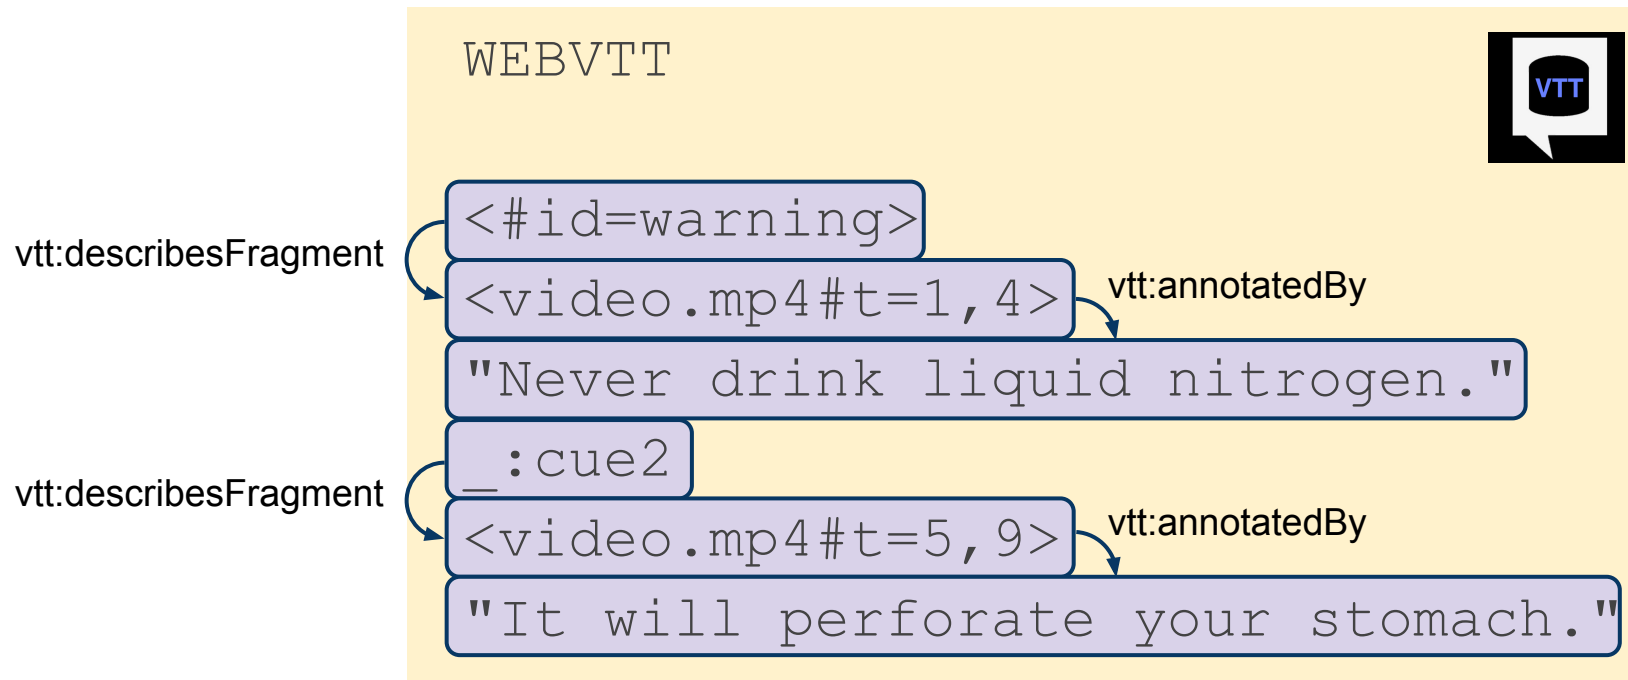 WEBVTT
VTT
<#id=warning>
vtt:describesFragment
<video.mp4#t=1,4>
vtt:annotatedBy
"Never drink liquid nitrogen."
_:cue2
vtt:describesFragment
<video.mp4#t=5,9>
vtt:annotatedBy
"It will perforate your stomach."